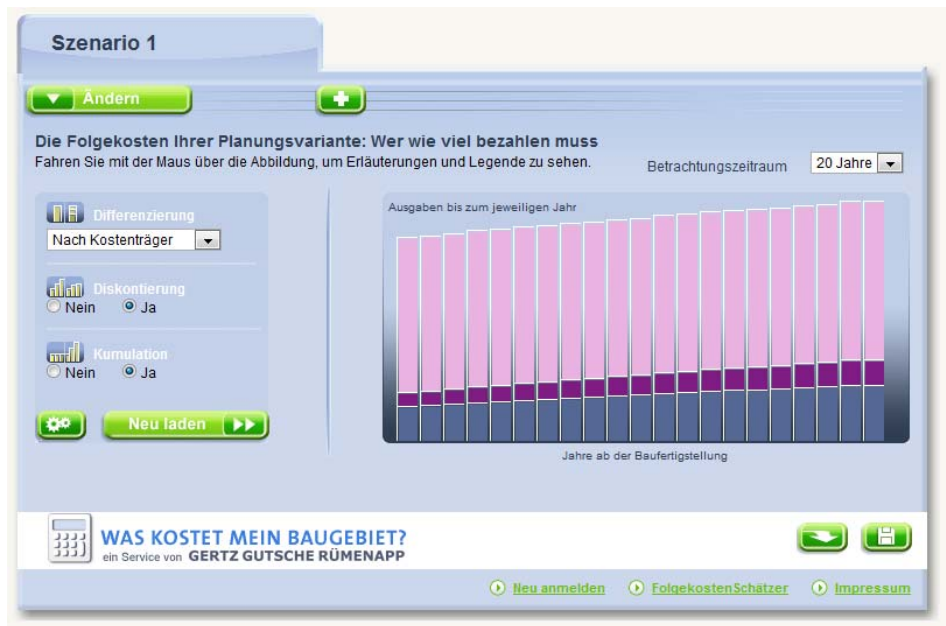 Szenario 1
Ändern
Die Folgekosten Ihrer Planungsvariante: Wer wie viel bezahlen muss
Fahren Sie mit der Maus über die Abbildung, um Erläuterungen und Legende zu sehen.
Betrachtungszeitraum
20 Jahre
Differenzierung
Nach Kostenträger
Diskontierung
Nein Ja
Kumulation
Nein Ja
Neu laden
Ausgaben bis zum jeweiligen Jahr
Jahre ab der Baufertigstellung
WAS KOSTET MEIN BAUGEBIET?
ein Service von GERTZ GUTSCHE RÜMENAPP
Neu anmelden FolgekostenSchätzer Impressum